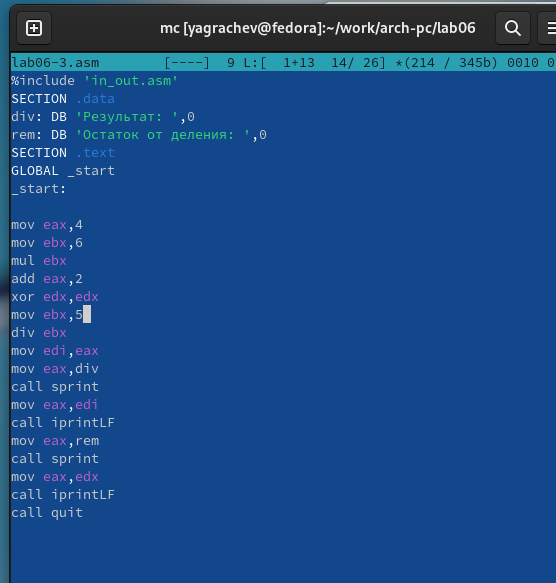 mc [yagrachev@fedora]:~/work/arch-pc/lab06
lab06-3.asm [----] 9 L:[ 1+13 14/ 26] *(214 / 345b) 0010 0
%include 'in_out.asm'
SECTION .data
div: DB 'Результат: ',0
rem: DB 'Остаток от деления: ',0
SECTION .text
GLOBAL _start
_start:
mov eax,4
mov ebx,6
mul ebx
add eax,2
xor edx,edx
mov ebx,5
div ebx
mov edi,eax
mov eax,div
call sprint
mov eax,edi
call iprintLF
mov eax,rem
call sprint
mov eax,edx
call iprintLF
call quit